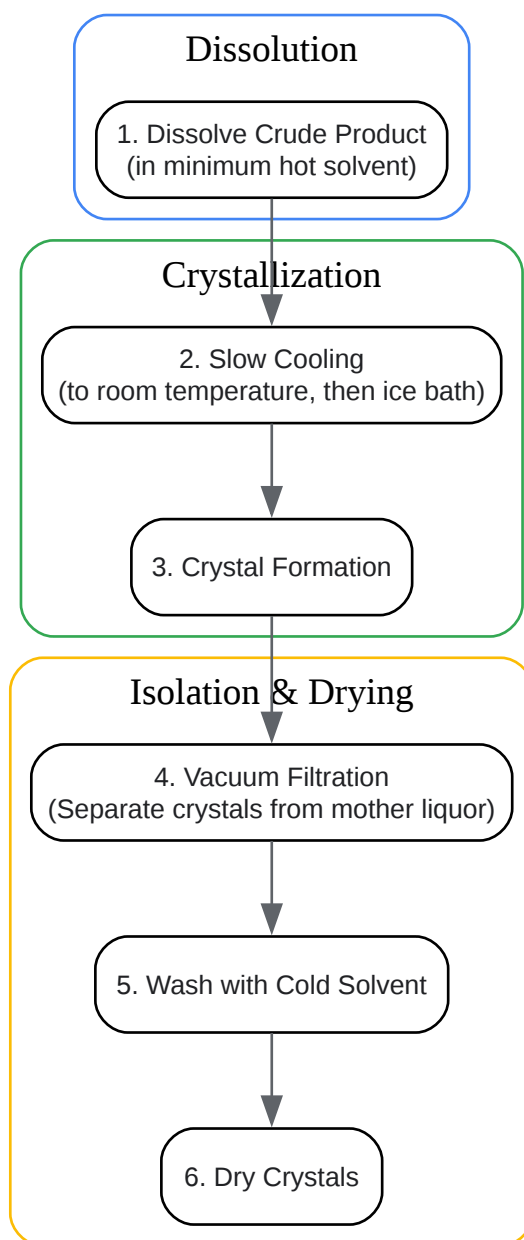 Dissolution
1. Dissolve Crude Product
(in minimum hot solvent)
Crystallization
2. Slow Cooling
(to room temperature, then ice bath)
3. Crystal Formation
Isolation & Drying
4. Vacuum Filtration
(Separate crystals from mother liquor)
5. Wash with Cold Solvent
6. Dry Crystals